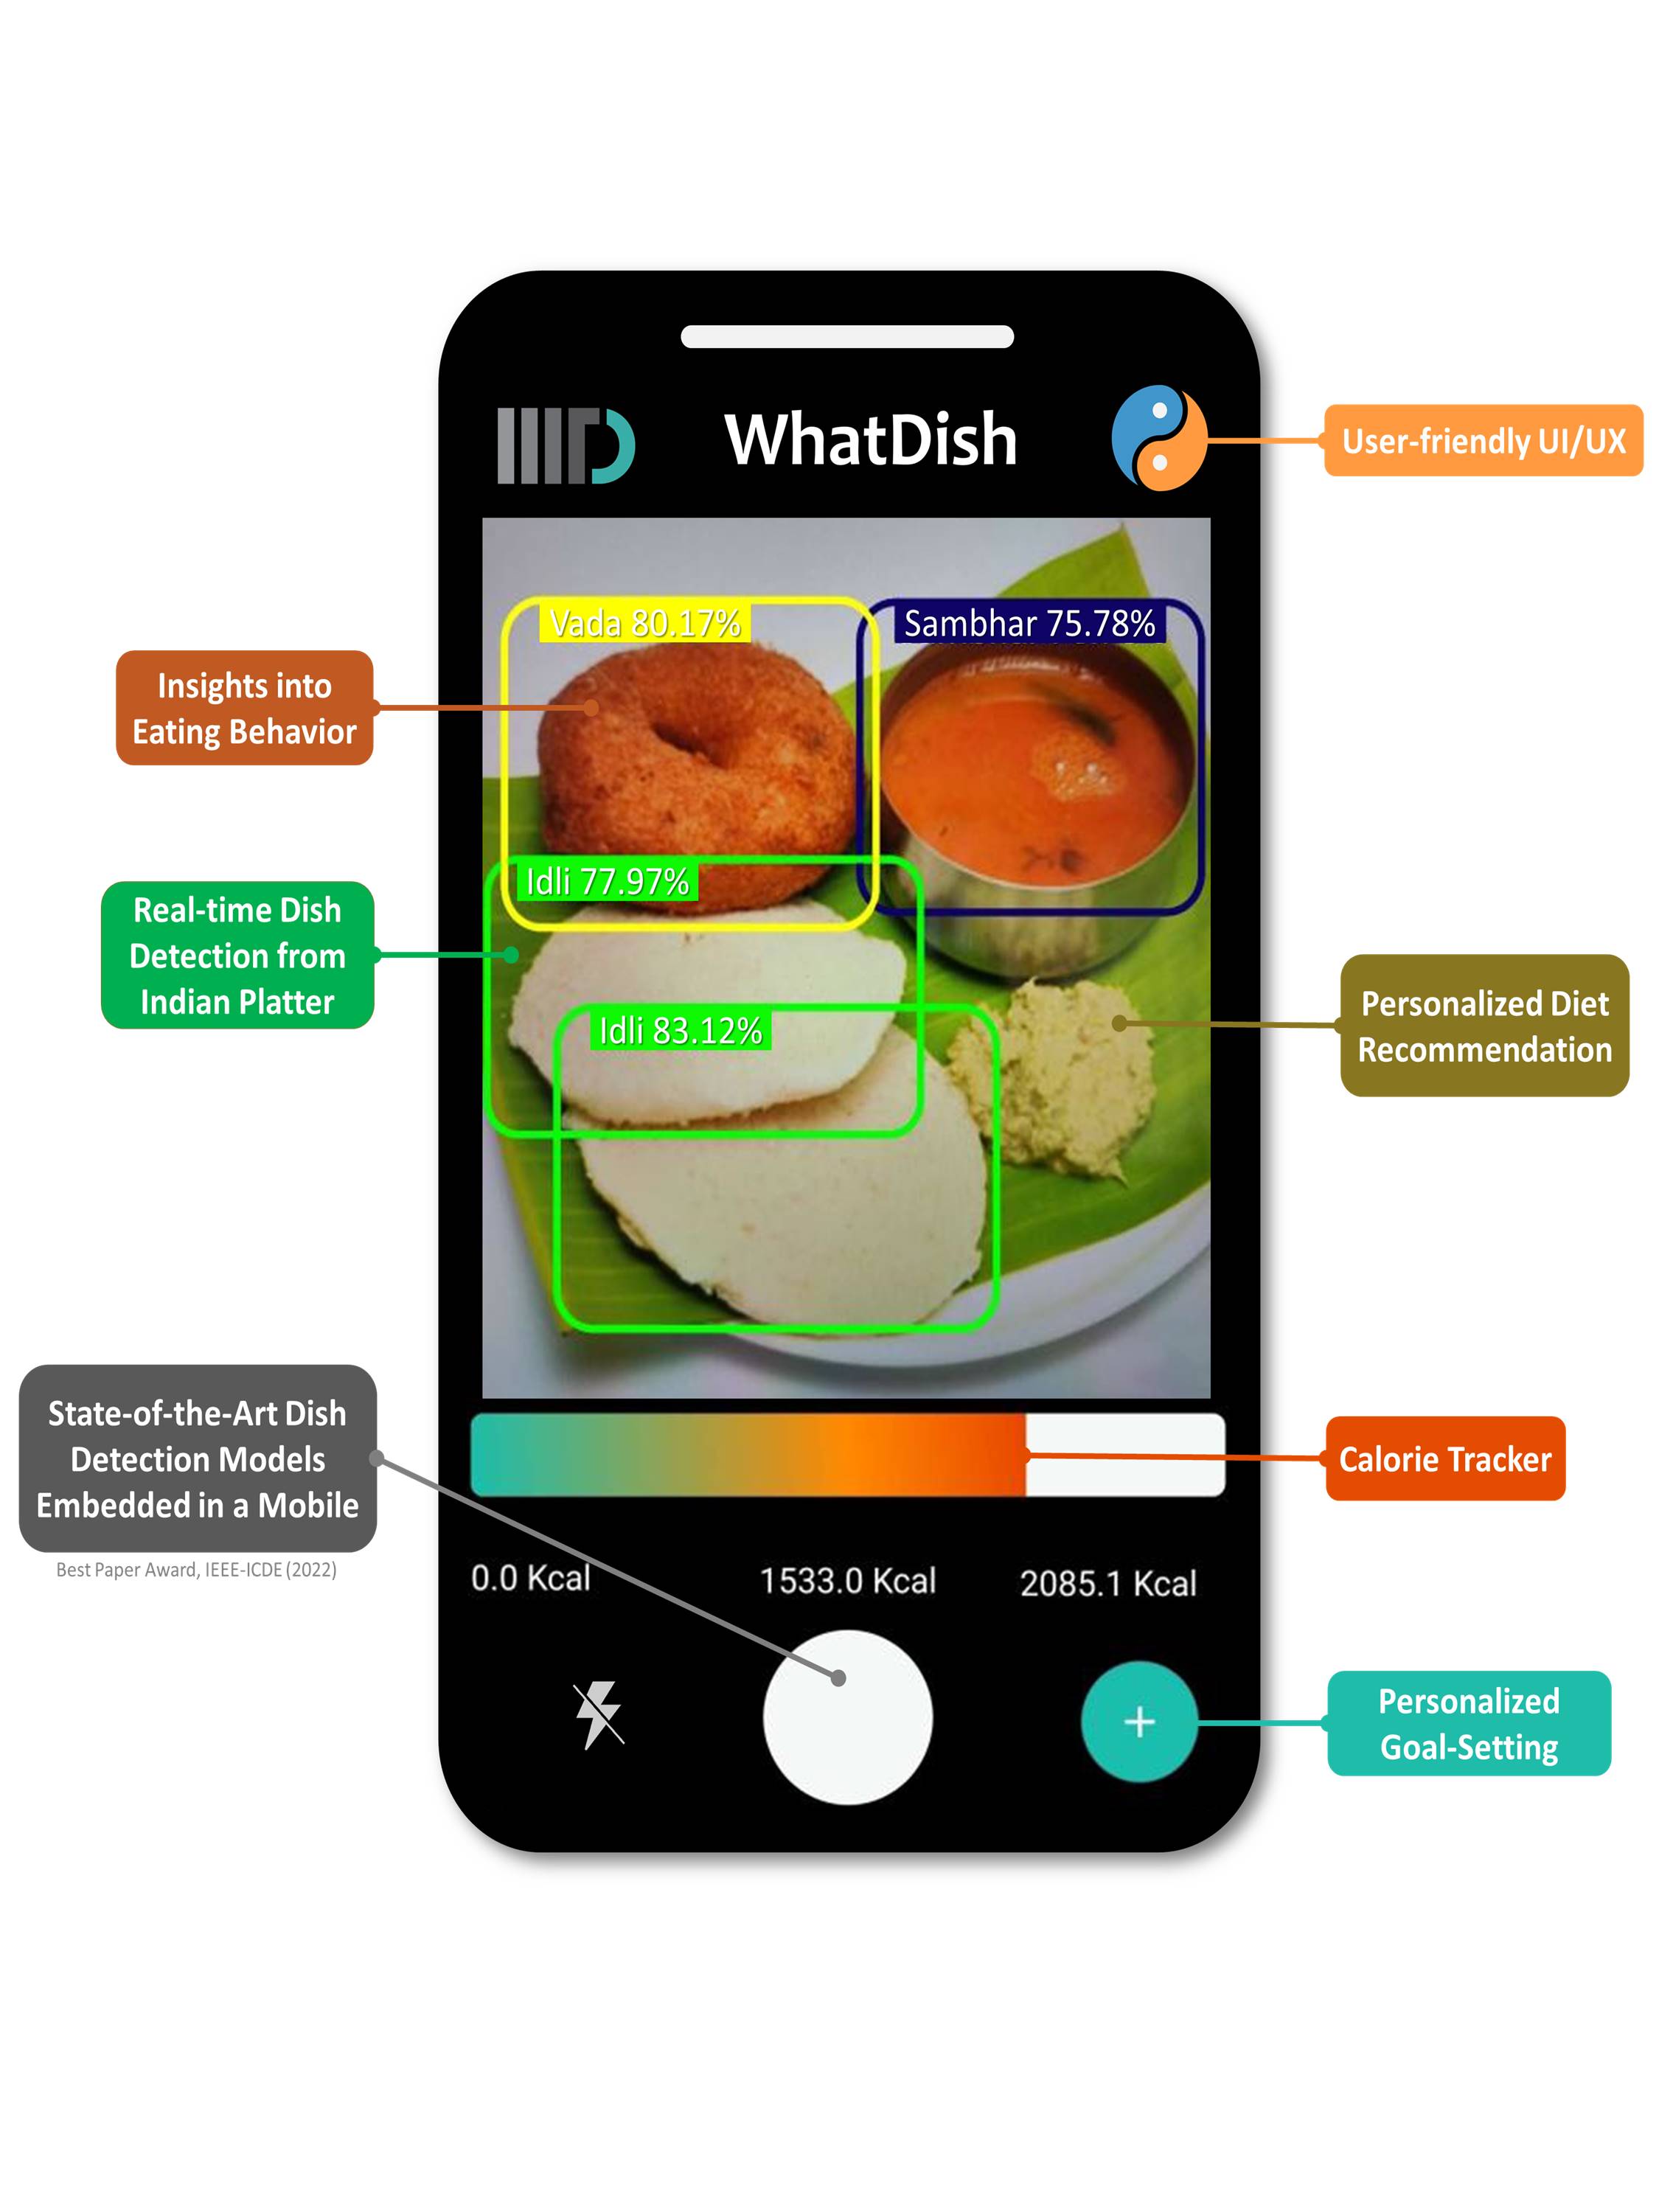 IIITD
WhatDish
User-friendly UI/UX
Vada 80.17%
Sambhar 75.78%
Insights into
Eating Behavior
Idli 77.97%
Real-time Dish
Detection from
Indian Platter
Idli 83.12%
Personalized Diet
Recommendation
State-of-the-Art Dish
Detection Models
Embedded in a Mobile
Best Paper Award, IEEE-ICDE (2022)
Calorie Tracker
0.0 Kcal
1533.0 Kcal
2085.1 Kcal
+
Personalized
Goal-Setting